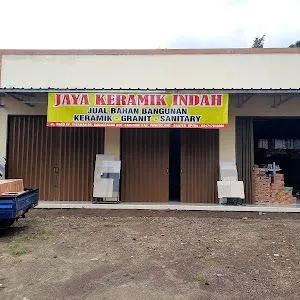 JAYA KERAMIK INDAH
JUAL BAHAN BANGUNAN
KERAMIK - GRANIT - SANITARY